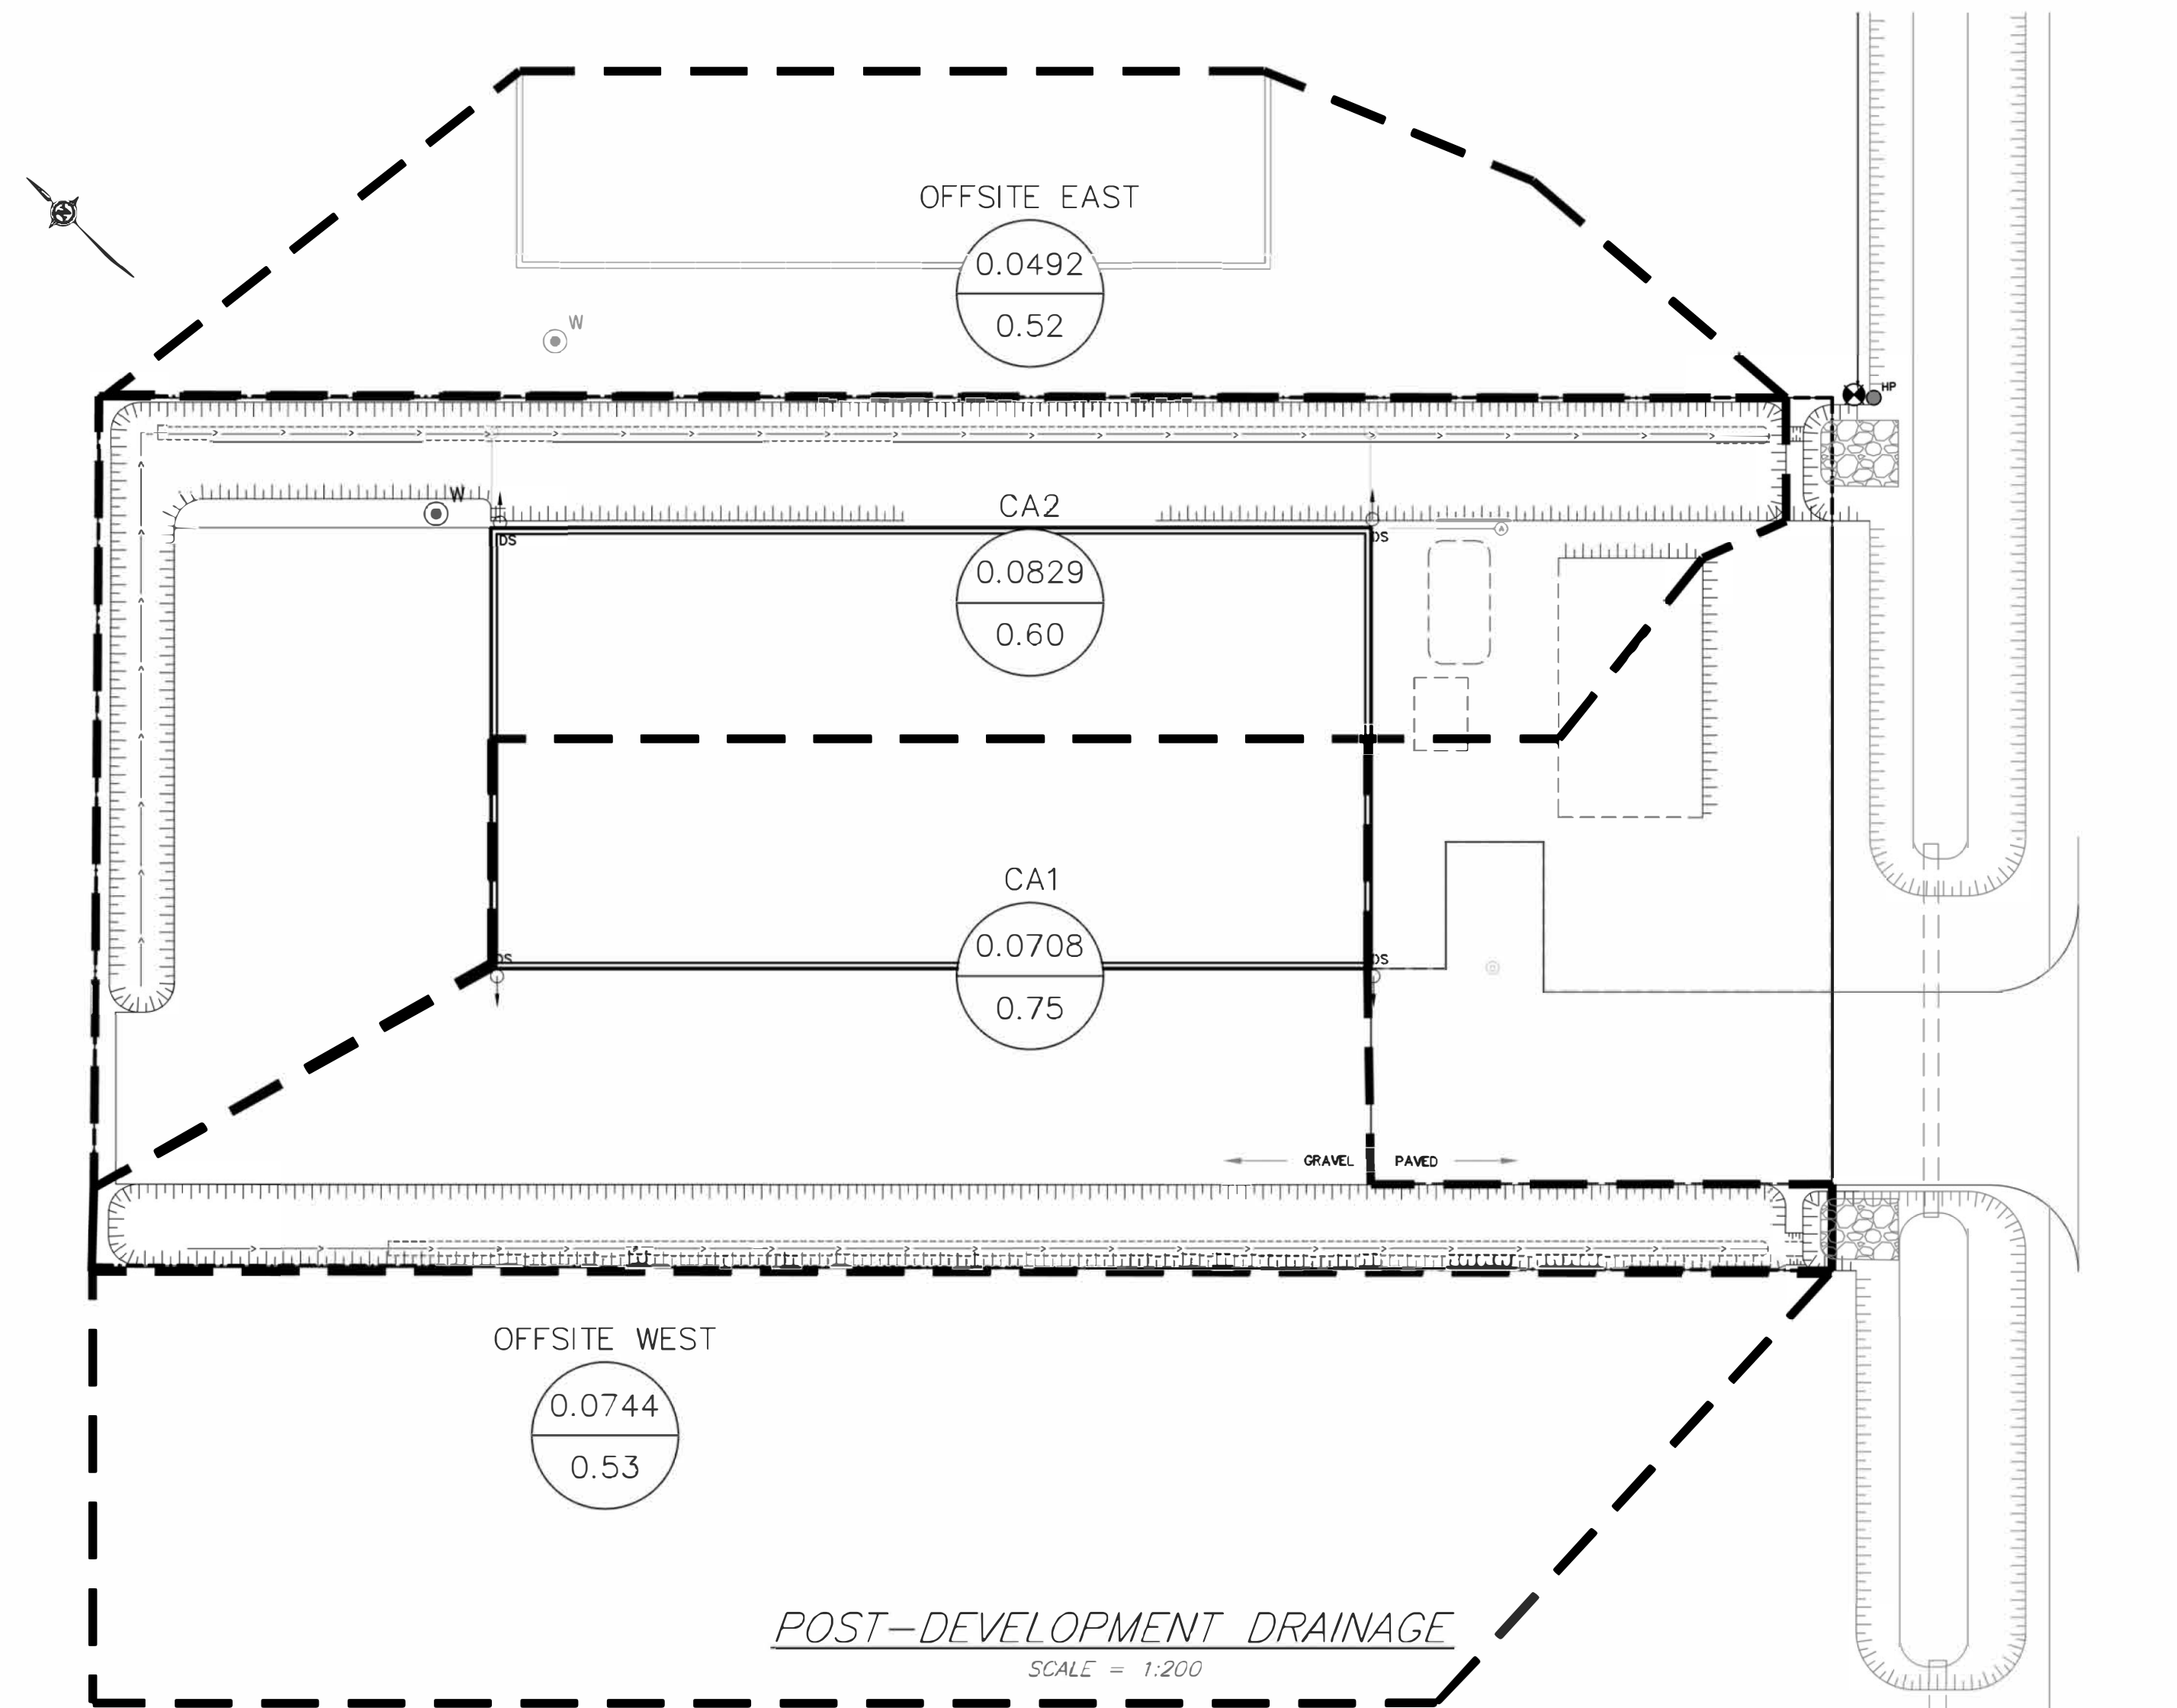 OFFSITE EAST
0.0492
0.52
W
HP
W
CA2
DS
DS
A
0.0829
0.60
CA1
0.0708
0.75
DS
DS
GRAVEL PAVED
OFFSITE WEST
0.0744
0.53
POST-DEVELOPMENT DRAINAGE
SCALE = 1:200